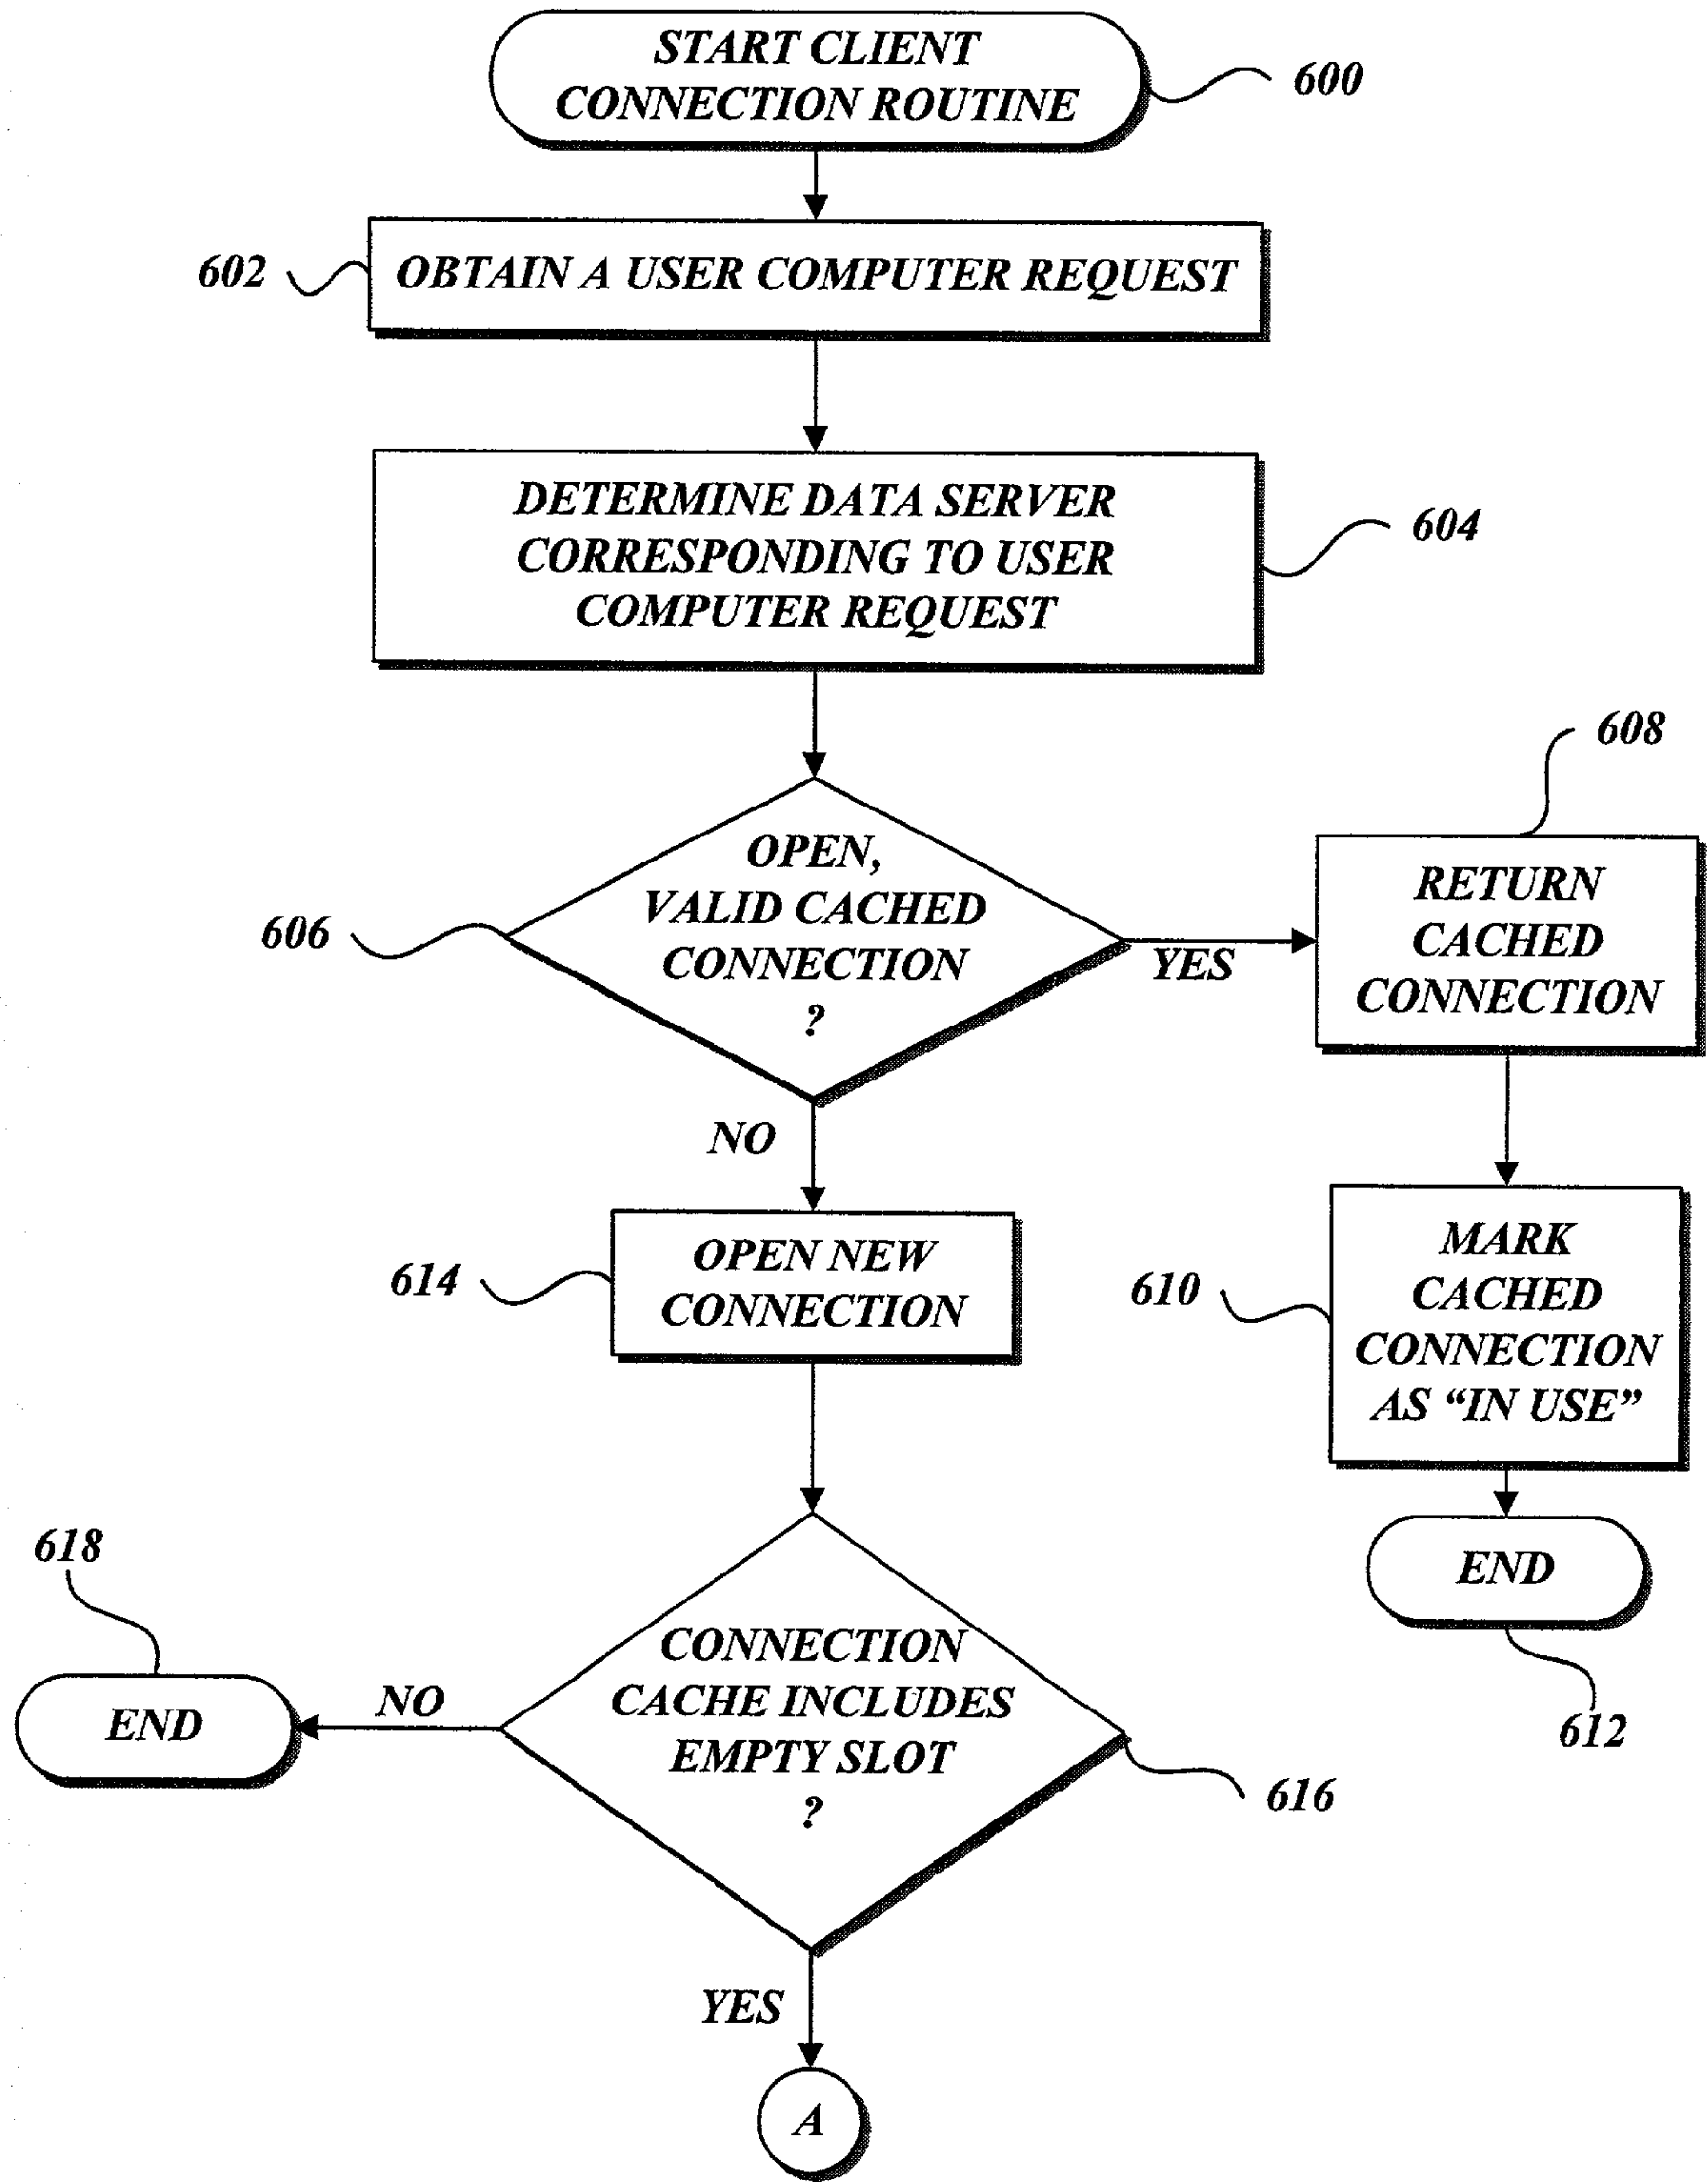 START CLIENT
CONNECTION ROUTINE
600
602
OBTAIN A USER COMPUTER REQUEST
DETERMINE DATA SERVER
CORRESPONDING TO USER
COMPUTER REQUEST
604
606
OPEN,
VALID CACHED
CONNECTION
?
YES
NO
608
RETURN
CACHED
CONNECTION
610
MARK
CACHED
CONNECTION
AS “IN USE”
END
612
614
OPEN NEW
CONNECTION
CONNECTION
CACHE INCLUDES
EMPTY SLOT
?
616
NO
618
END
YES
A